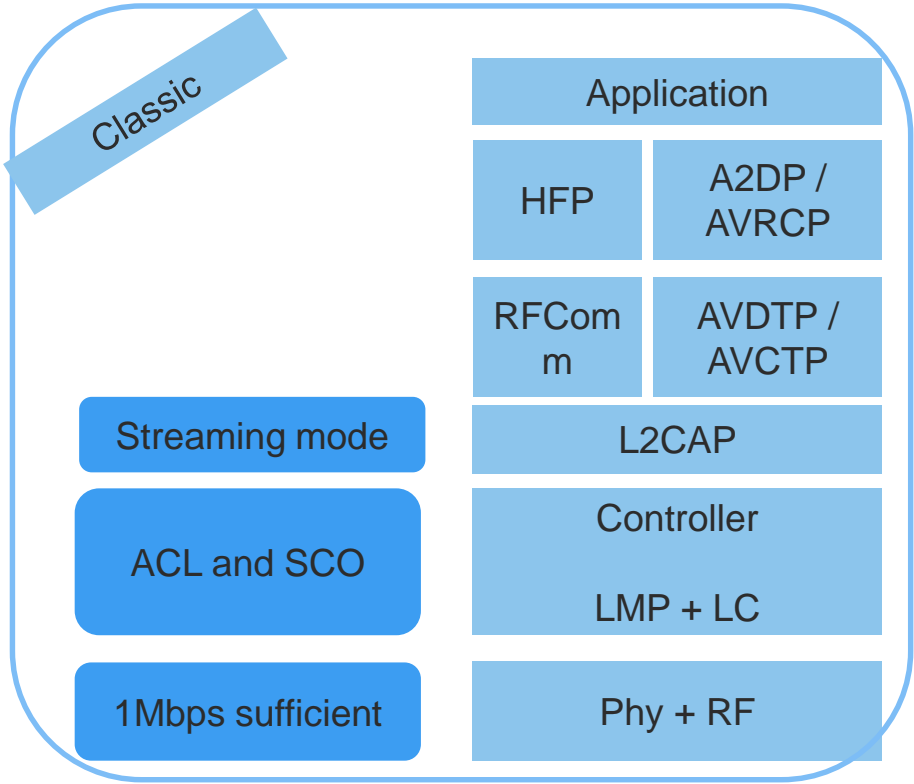 Classic
Application
HFP
A2DP /
AVRCP
RFCom
m
AVDTP /
AVCTP
Streaming mode
L2CAP
ACL and SCO
Controller
LMP + LC
1Mbps sufficient
Phy + RF